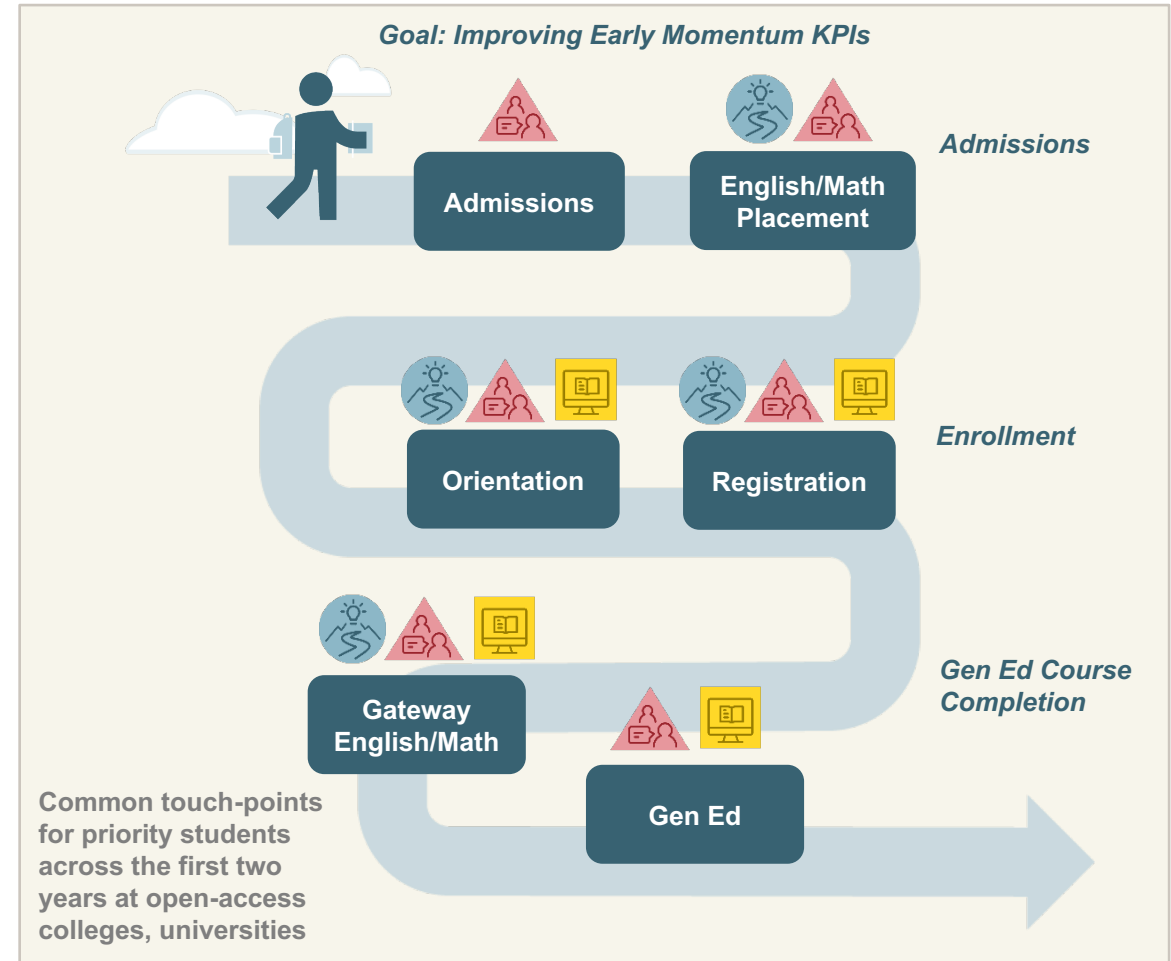 Goal: Improving Early Momentum KPIs
Admissions
English/Math
Placement
Admissions
Orientation
Registration
Enrollment
Gateway
English/Math
Gen Ed
Gen Ed Course
Completion
Common touch-points
for priority students
across the first two
years at open-access
colleges, universities